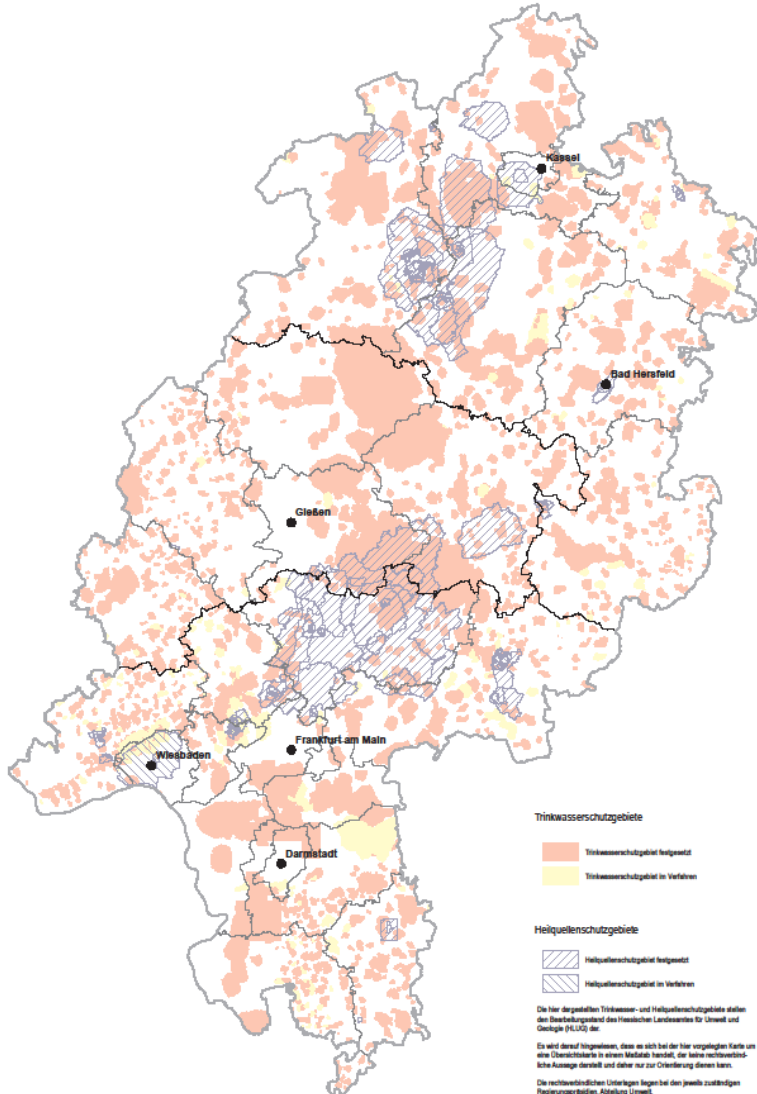 Kassel
Bad Hersfeld
Gießen
Frankfurt am Main
Wiesbaden
Darmstadt
Trinkwasserschutzgebiete
Trinkwasserschutzgebiet festgesetzt
Trinkwasserschutzgebiet im Verfahren
Heilquellenschutzgebiete
Heilquellenschutzgebiet festgesetzt
Heilquellenschutzgebiet im Verfahren
Die hier dargestellten Trinkwasser- und Heilquellenschutzgebiete stellen
den Bearbeitungsstand des Hessischen Landesamtes für Umwelt und
Geologie (HLUG) dar.
Es wird darauf hingewiesen, dass es sich bei der hier vorgelegten Karte um
eine Übersichtskarte in einem Maßstab handelt, der keine rechtsverbind-
liche Aussage darstellt und daher nur zur Orientierung dienen kann.
Die rechtsverbindlichen Unterlagen liegen bei den jeweils zuständigen
Regierungspräsidien, Abteilung Umwelt.